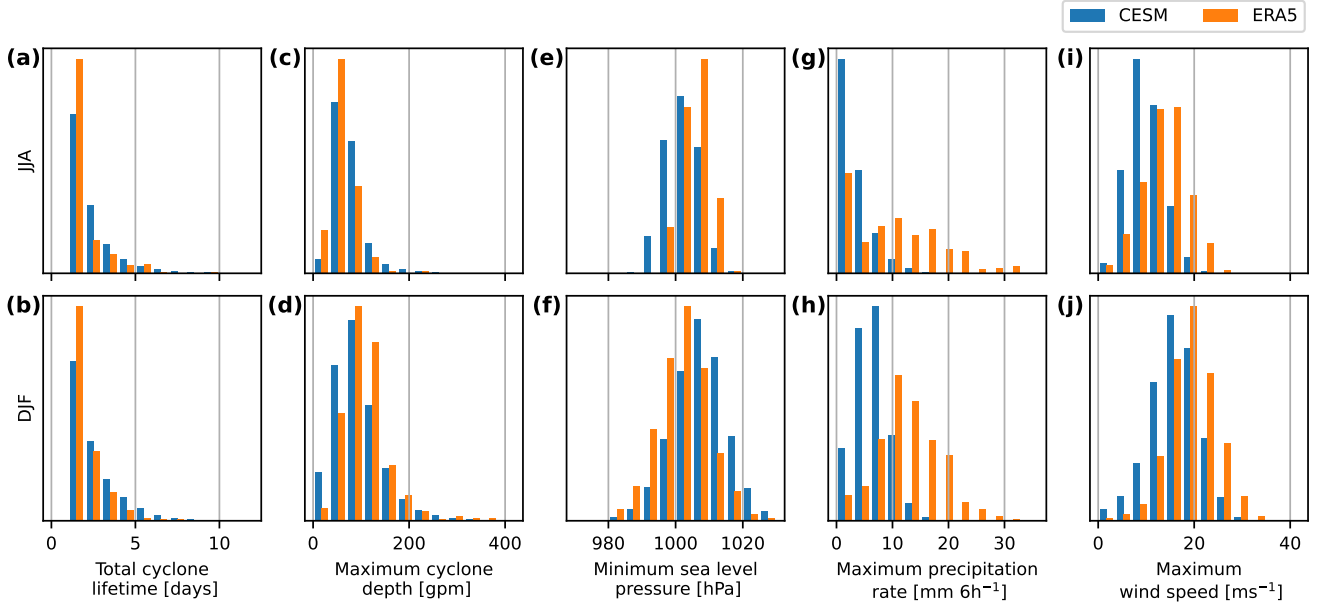 CESM ERA5
(a) (c) (e) (g) (i)
JJA
(b) (d) (f) (h) (j)
DJF
0 5 10 0 200 400 980 1000 1020 0 10 20 30 0 20 40
Total cyclone Maximum cyclone Minimum sea level Maximum precipitation Maximum
lifetime [days] depth [gpm] pressure [hPa] rate [mm 6h⁻¹] wind speed [ms⁻¹]